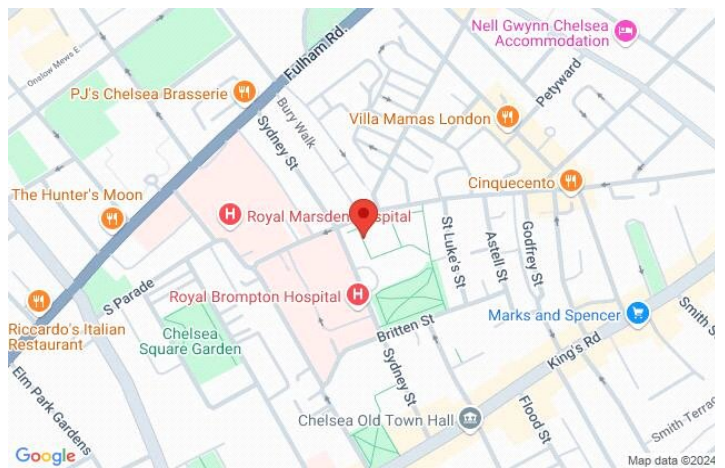 Onslow Mews E
Fulham Rd.
Nell Gwynn Chelsea
Accommodation
PJ's Chelsea Brasserie
Bury Walk
Sydney St
Petyward
Villa Mamas London
Cinquecento
The Hunter's Moon
Royal Marsden Hospital
St Luke's St
Astell St
Godfrey St
S Parade
Royal Brompton Hospital
Riccardo's Italian
Restaurant
Chelsea
Square Garden
Britten St
Marks and Spencer
Smith S
King's Rd
Elm Park Gardens
Sydney St
Chelsea Old Town Hall
Flood St
Smith Terrac
Google
Map data ©2024